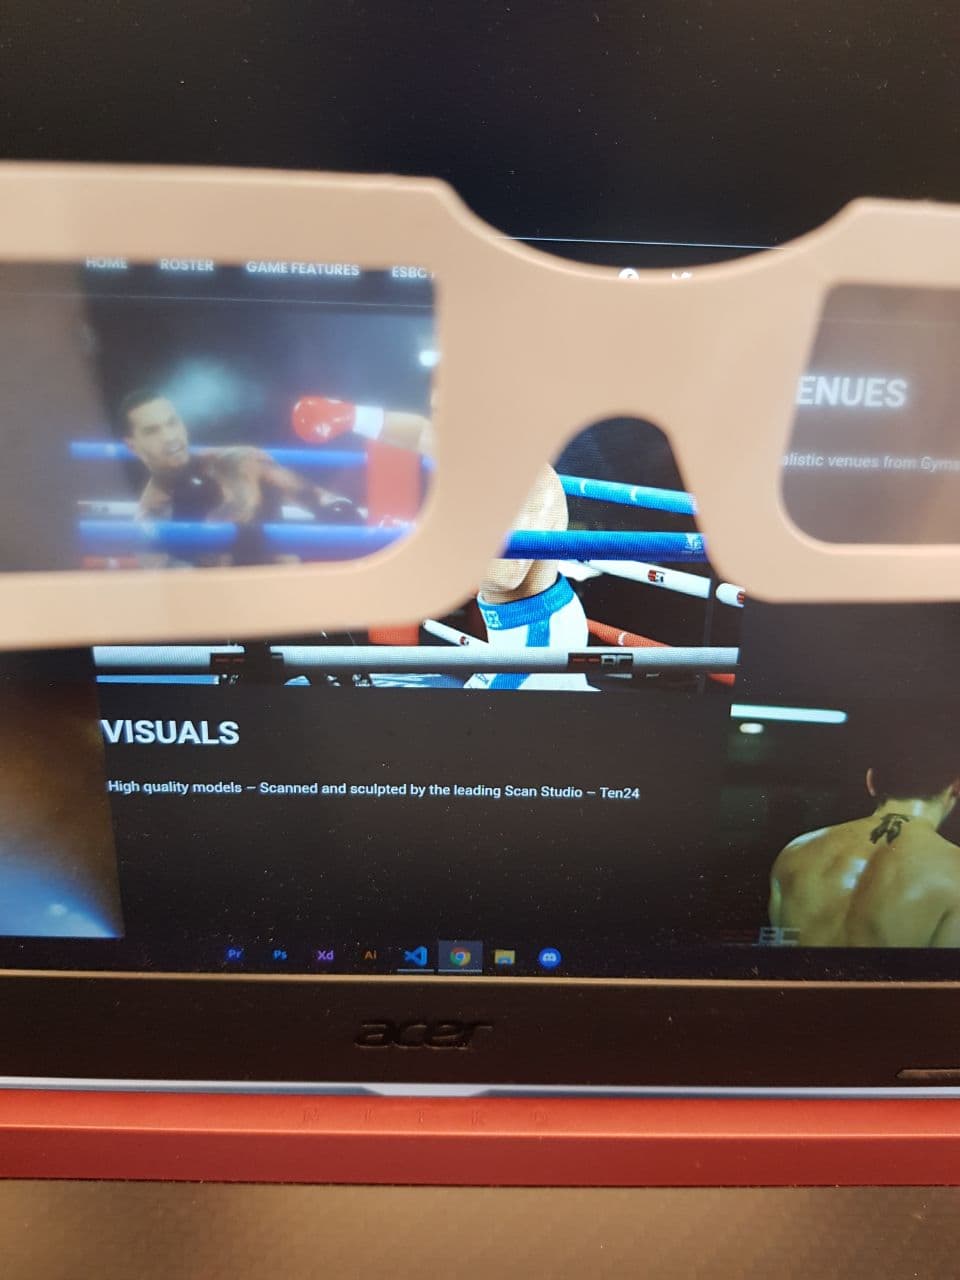 HOME ROSTER GAME FEATURES ESBC
ENUES
alistic venues from Gyms
VISUALS
High quality models – Scanned and sculpted by the leading Scan Studio – Ten24
Pr Ps Xd Ai
acer